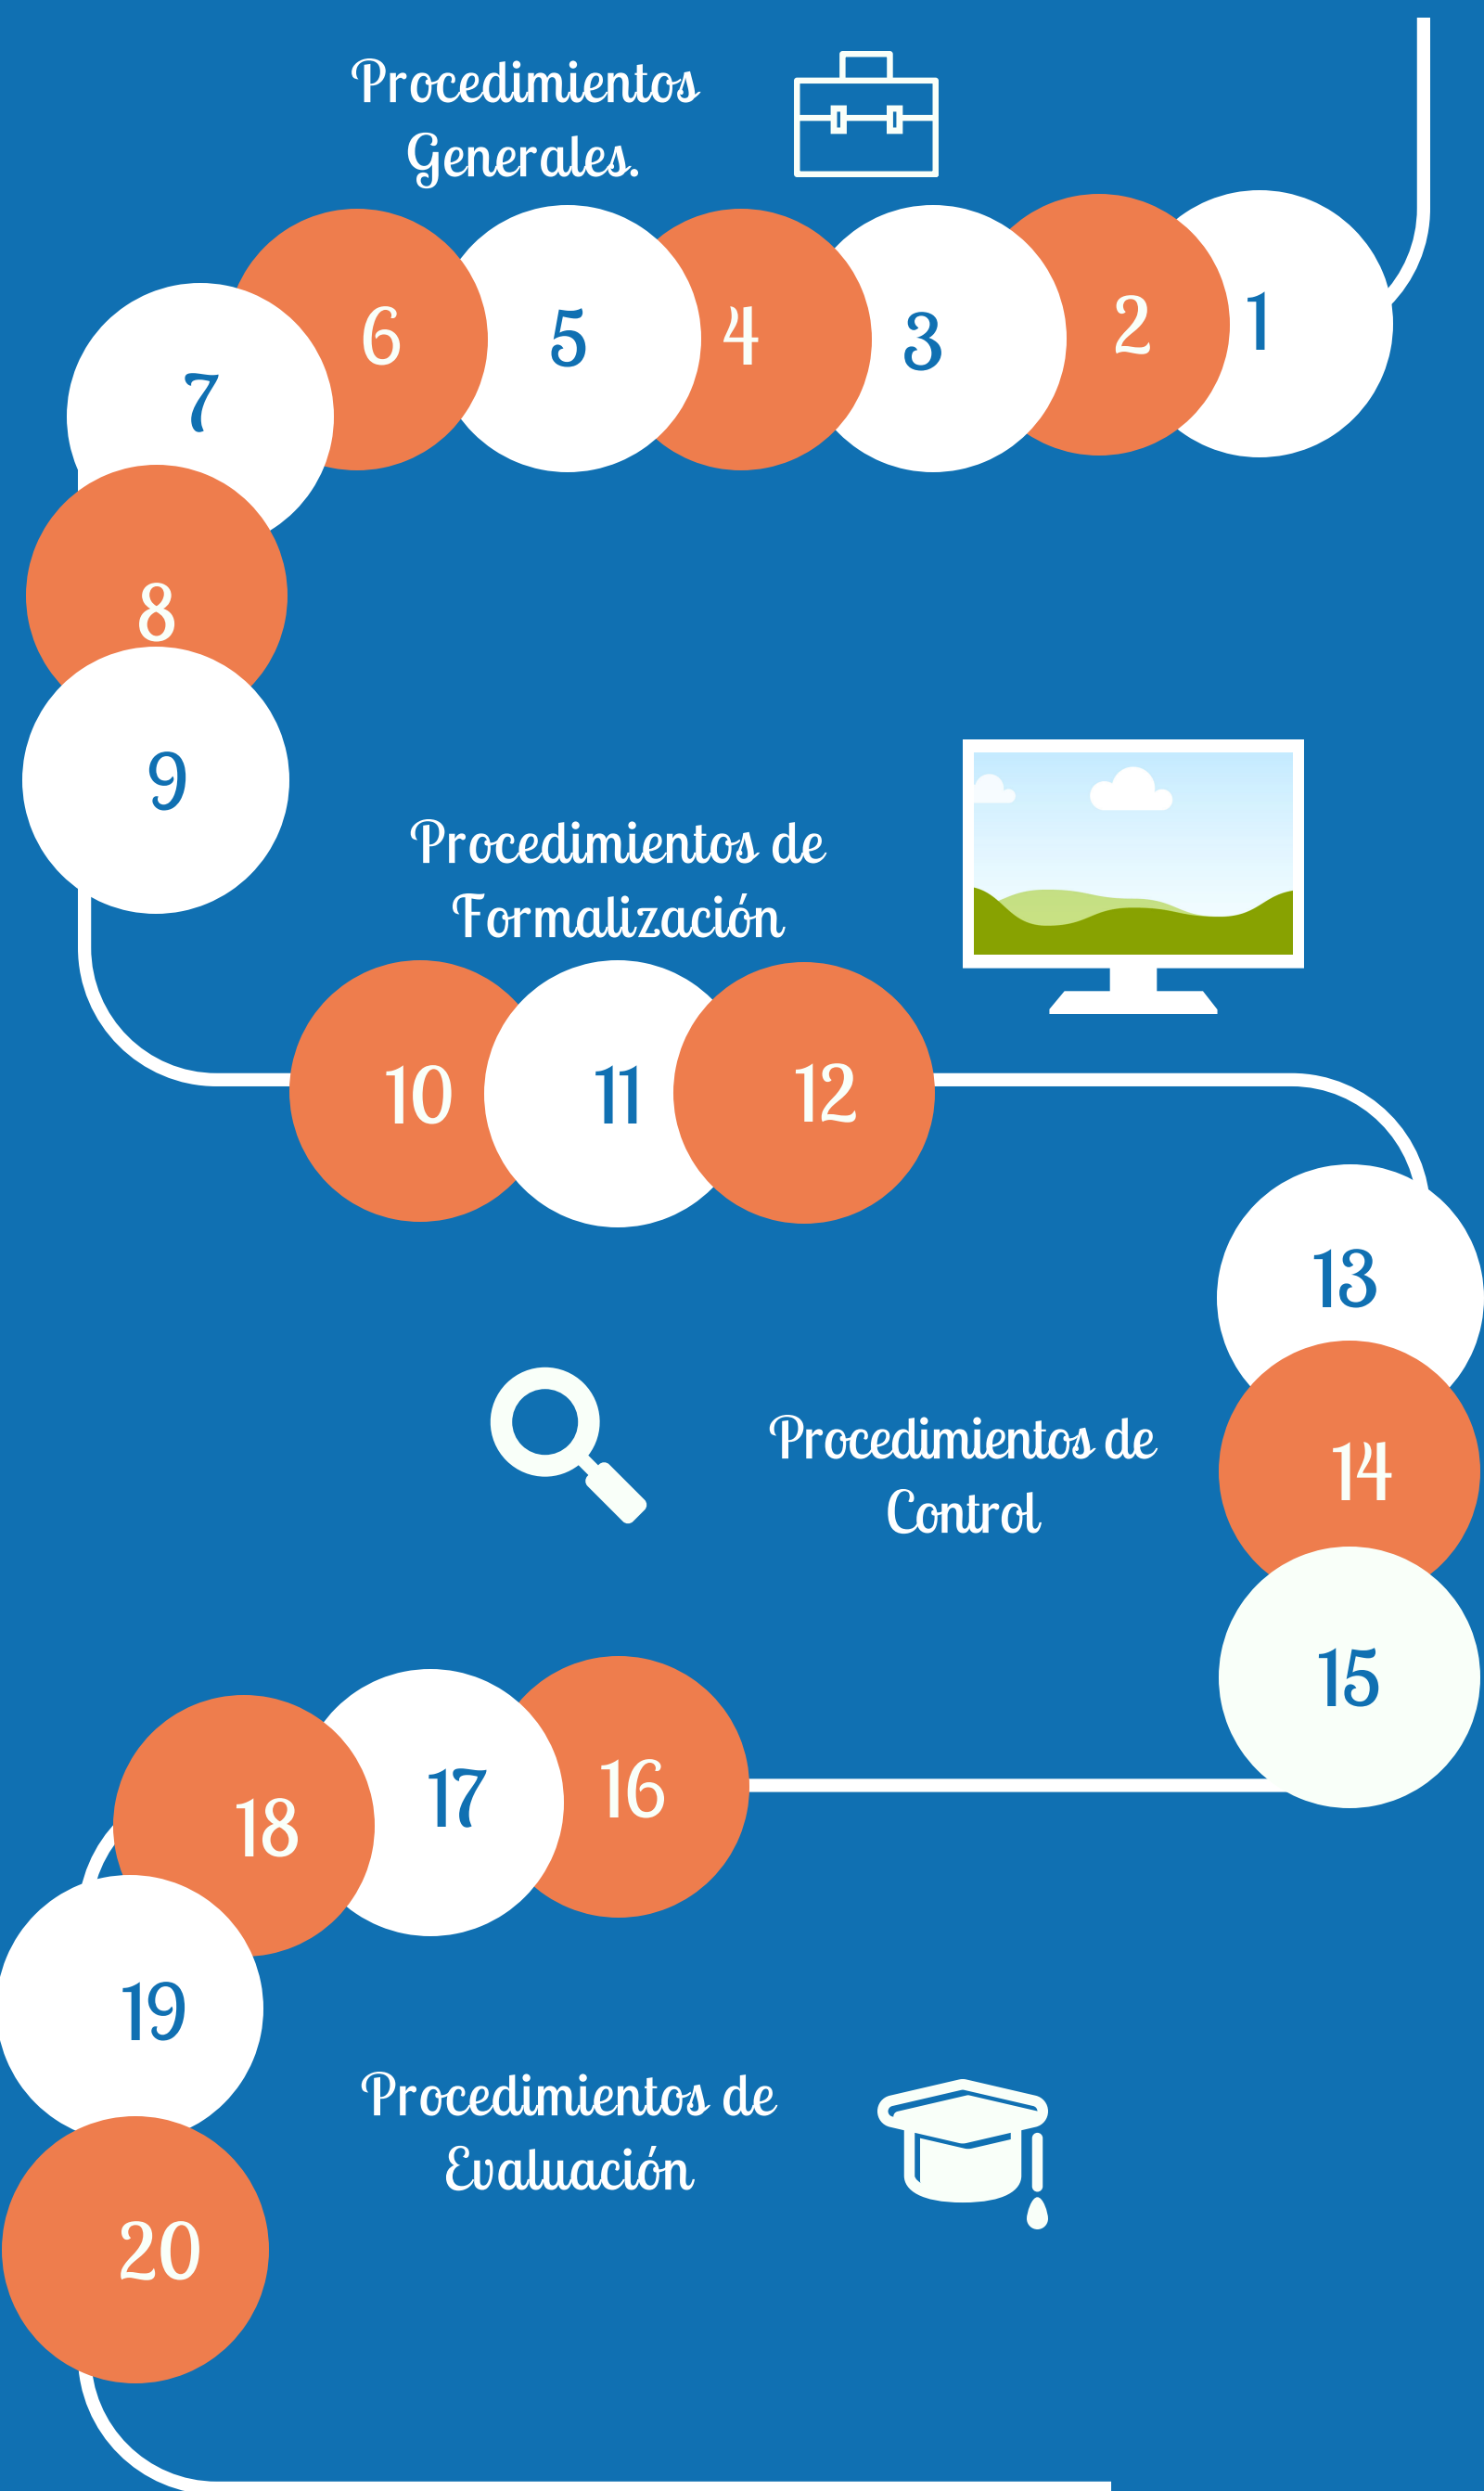 Procedimientos
Generales.
1
2
3
4
5
6
7
8
9
Procedimientos de
Formalización
10
11
12
13
14
15
Procedimientos de
Control
16
17
18
19
20
Procedimientos de
Evaluación